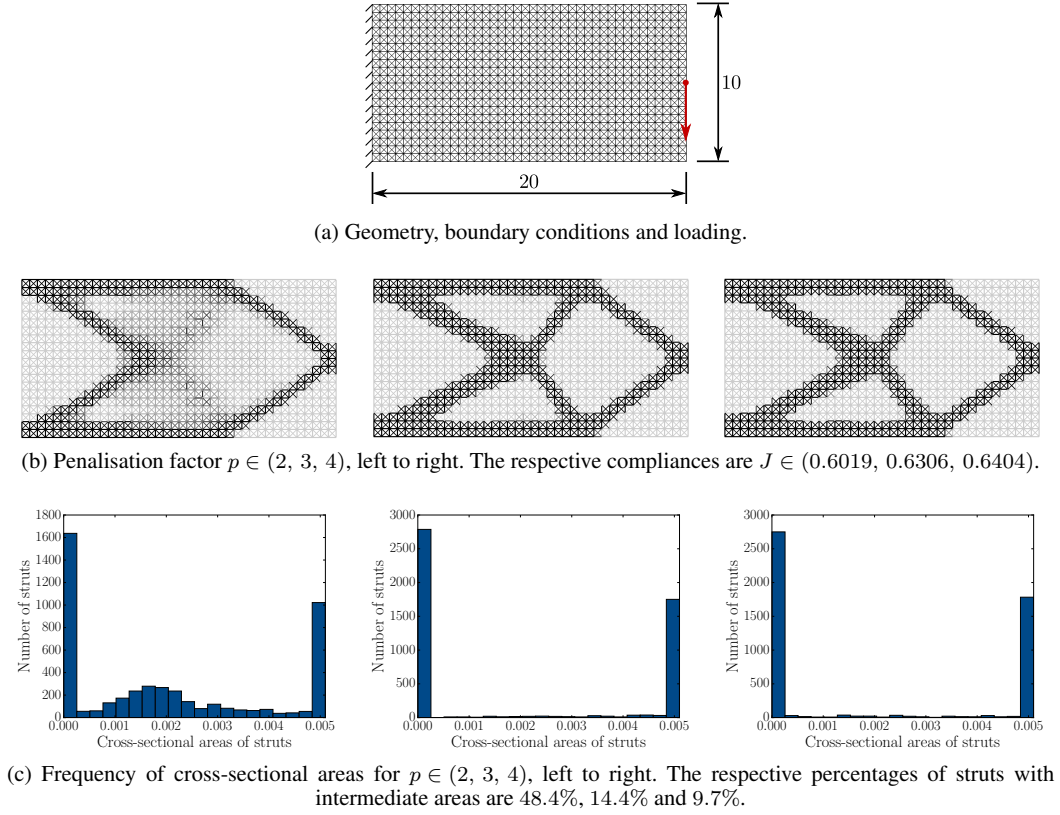 10
20
(a) Geometry, boundary conditions and loading.
(b) Penalisation factor p ∈ (2, 3, 4), left to right. The respective compliances are J ∈ (0.6019, 0.6306, 0.6404).
1800
1600
1400
1200
1000
800
600
400
200
0
0.000 0.001 0.002 0.003 0.004 0.005
Number of struts
Cross-sectional areas of struts
3000
2500
2000
1500
1000
500
0
0.000 0.001 0.002 0.003 0.004 0.005
Number of struts
Cross-sectional areas of struts
3000
2500
2000
1500
1000
500
0
0.000 0.001 0.002 0.003 0.004 0.005
Number of struts
Cross-sectional areas of struts
(c) Frequency of cross-sectional areas for p ∈ (2, 3, 4), left to right. The respective percentages of struts with
intermediate areas are 48.4%, 14.4% and 9.7%.